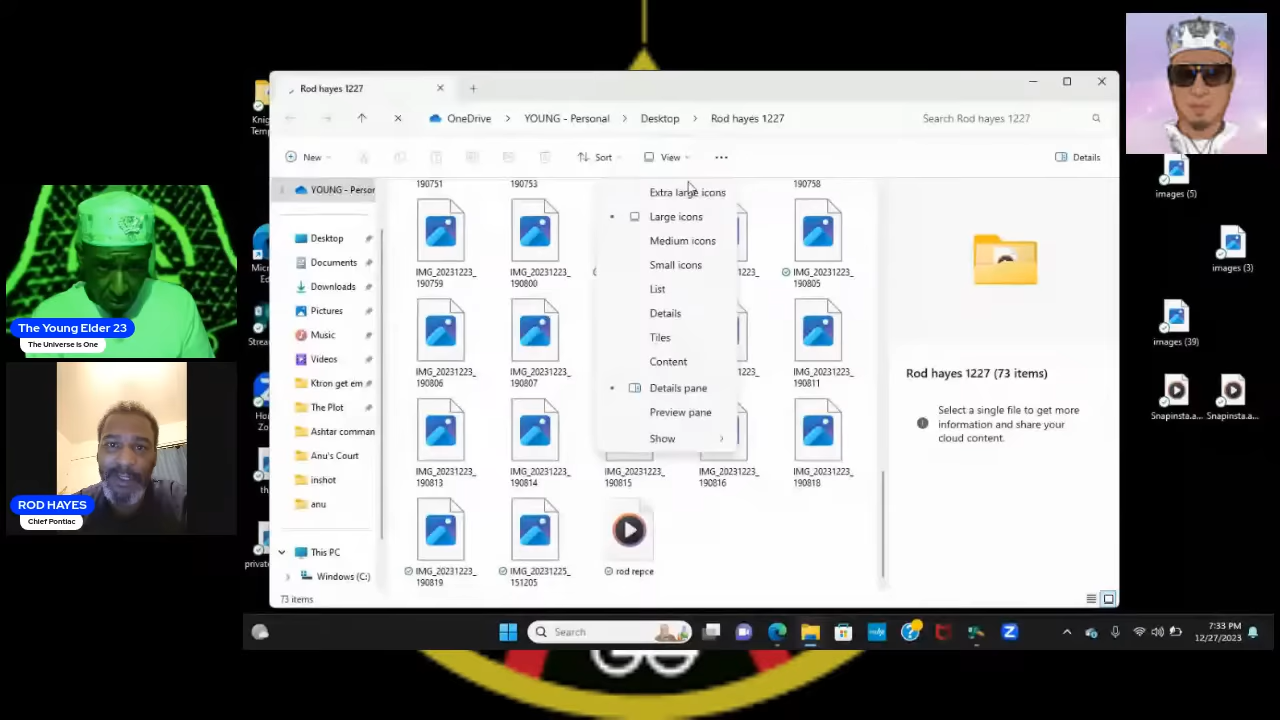 Rod hayes 1227
OneDrive > YOUNG - Personal > Desktop > Rod hayes 1227
Search Rod hayes 1227
New
Sort
View
Details
YOUNG - Person
Desktop
Documents
Downloads
Pictures
Music
Videos
Ktron get em
The Plot
Ashtar comman
Anu's Court
inshot
anu
This PC
Windows (C:)
73 items
190751
190753
190758
IMG_20231223_
190759
IMG_20231223_
190800
IMG_20231223_
190805
IMG_20231223_
190806
IMG_20231223_
190807
IMG_20231223_
190811
IMG_20231223_
190813
IMG_20231223_
190814
IMG_20231223_
190815
IMG_20231223_
190816
IMG_20231223_
190818
IMG_20231223_
190819
IMG_20231225_
151205
rod repce
Extra large icons
Large icons
Medium icons
Small icons
List
Details
Tiles
Content
Details pane
Preview pane
Show
Rod hayes 1227 (73 items)
Select a single file to get more
information and share your
cloud content.
images (5)
images (3)
images (39)
Snapinsta.a...
Snapinsta.a...
The Young Elder 23
The Universe is One
ROD HAYES
Chief Pontiac
Search
7:33 PM
12/27/2023